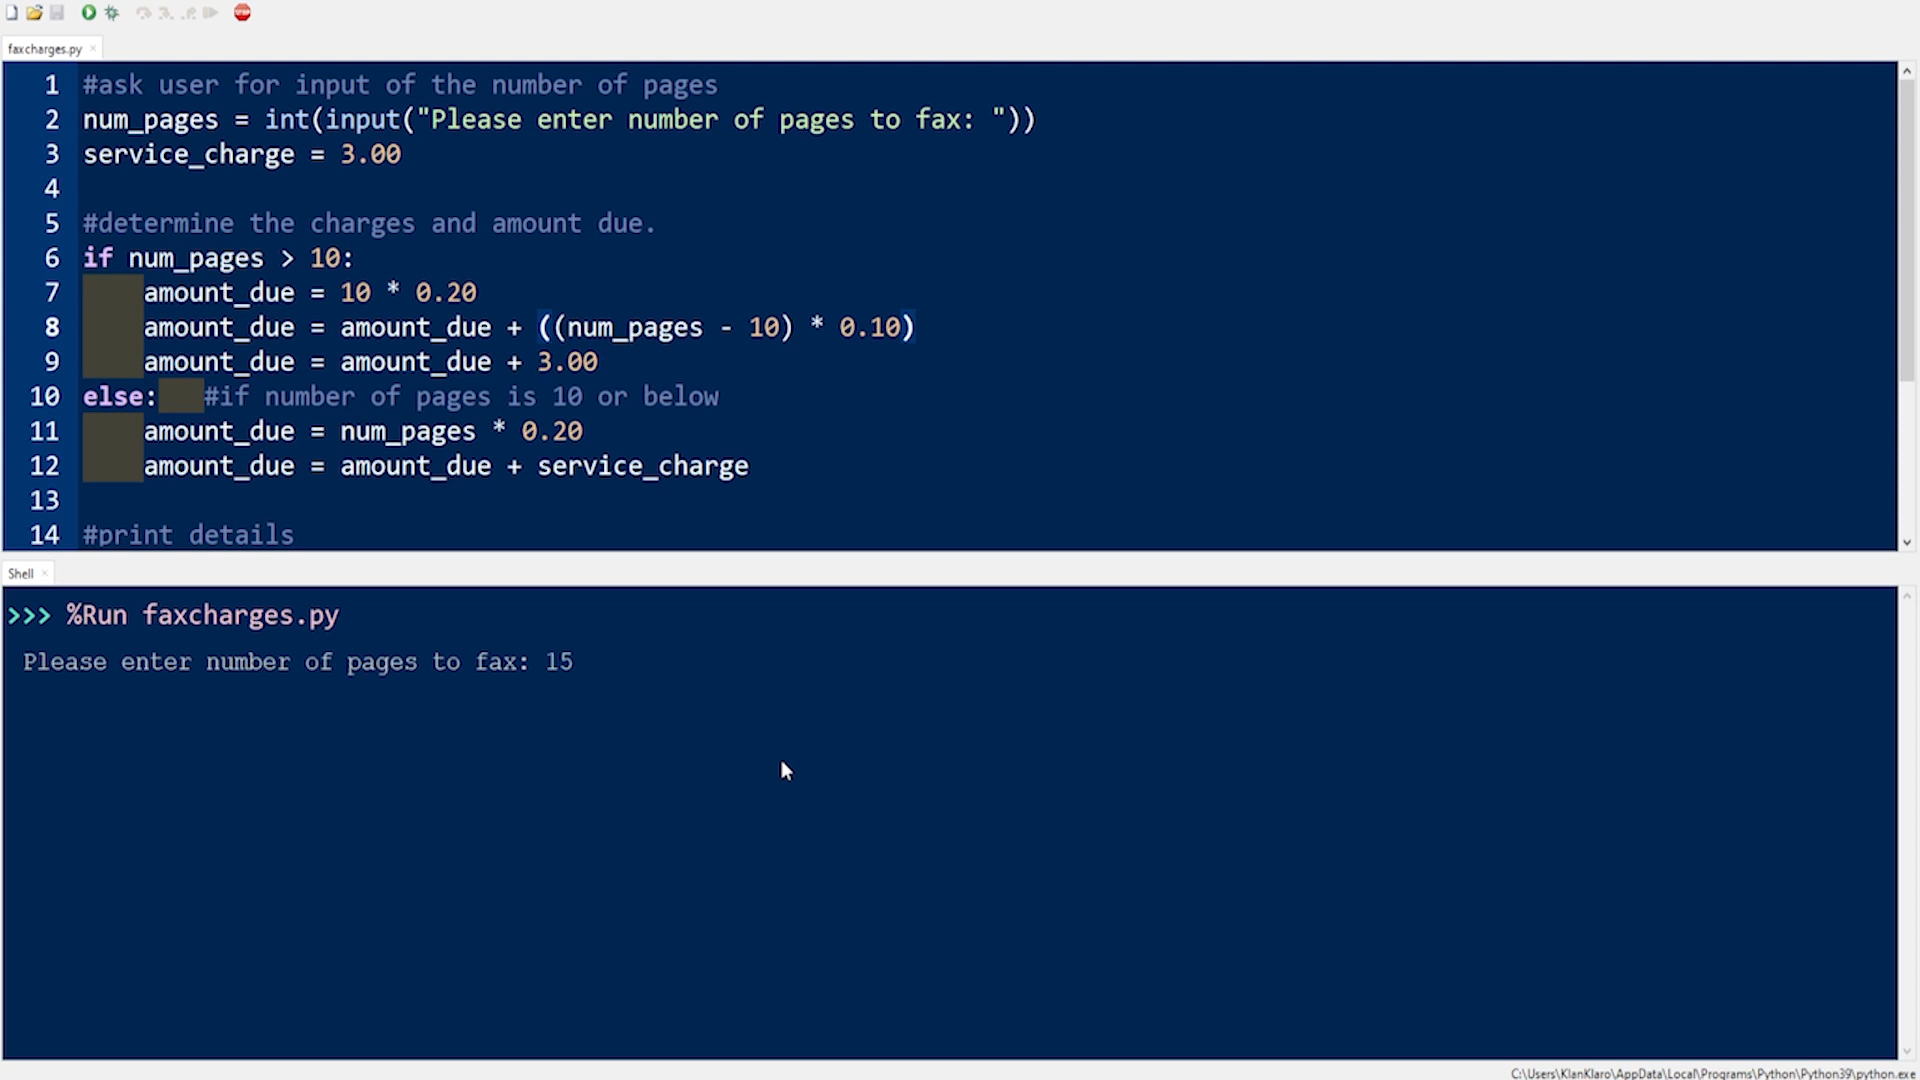 STOP
faxcharges.py ×
1 #ask user for input of the number of pages
2 num_pages = int(input("Please enter number of pages to fax: "))
3 service_charge = 3.00
4
5 #determine the charges and amount due.
6 if num_pages > 10:
7 amount_due = 10 * 0.20
8 amount_due = amount_due + ((num_pages - 10) * 0.10)
9 amount_due = amount_due + 3.00
10 else: #if number of pages is 10 or below
11 amount_due = num_pages * 0.20
12 amount_due = amount_due + service_charge
13
14 #print details
Shell ×
>>> %Run faxcharges.py
Please enter number of pages to fax: 15
C:\Users\KlanKlaro\AppData\Local\Programs\Python\Python39\python.exe